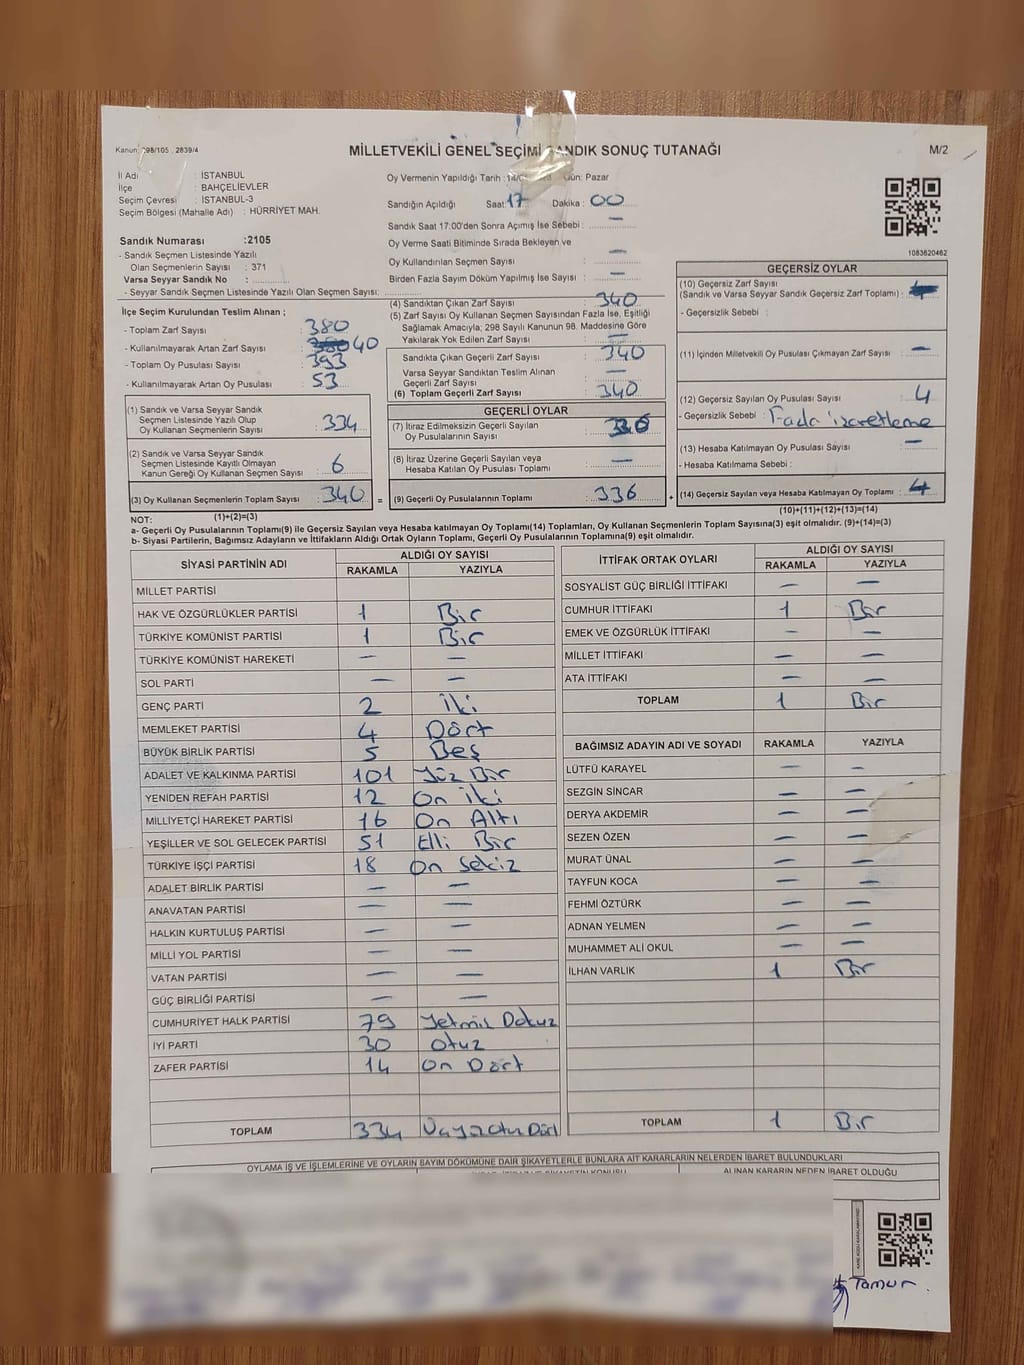 Kanun: 298/105 2839/4
MİLLETVEKİLİ GENEL SEÇİMİ SANDIK SONUÇ TUTANAĞI
M/2
İl Adı : İSTANBUL
İlçe : BAHÇELİEVLER
Seçim Çevresi : İSTANBUL-3
Seçim Bölgesi (Mahalle Adı) : HÜRRİYET MAH.
Sandık Numarası :2105
- Sandık Seçmen Listesinde Yazılı
Olan Seçmenlerin Sayısı : 371
Varsa Seyyar Sandık No :
- Seyyar Sandık Seçmen Listesinde Yazılı Olan Seçmen Sayısı:
Oy Vermenin Yapıldığı Tarih : Gün: Pazar
Sandığın Açıldığı Saat: 17 Dakika : 00
Sandık Saat 17:00'den Sonra Açımış İse Sebebi : —
Oy Verme Saati Bitiminde Sırada Bekleyen ve
Oy Kullandırılan Seçmen Sayısı : —
Birden Fazla Sayım Döküm Yapılmış İse Sayısı : —
1083620462
İlçe Seçim Kurulundan Teslim Alınan ;
- Toplam Zarf Sayısı : 380
- Kullanılmayarak Artan Zarf Sayısı : 40
- Toplam Oy Pusulası Sayısı : 393
- Kullanılmayarak Artan Oy Pusulası : 53
(1) Sandık ve Varsa Seyyar Sandık
Seçmen Listesinde Yazılı Olup
Oy Kullanan Seçmenlerin Sayısı : 334
(2) Sandık ve Varsa Seyyar Sandık
Seçmen Listesinde Kayıtlı Olmayan
Kanun Gereği Oy Kullanan Seçmen Sayısı : 6
(3) Oy Kullanan Seçmenlerin Toplam Sayısı : 340 =
(1)+(2)=(3)
(4) Sandıktan Çıkan Zarf Sayısı : 340
(5) Zarf Sayısı Oy Kullanan Seçmen Sayısından Fazla İse, Eşitliği
Sağlamak Amacıyla; 298 Sayılı Kanunun 98. Maddesine Göre
Yakılarak Yok Edilen Zarf Sayısı : —
Sandıkta Çıkan Geçerli Zarf Sayısı : 340
Varsa Seyyar Sandıktan Teslim Alınan
Geçerli Zarf Sayısı : —
(6) Toplam Geçerli Zarf Sayısı : 340
GEÇERLİ OYLAR
(7) İtiraz Edilmeksizin Geçerli Sayılan
Oy Pusulalarının Sayısı : 336
(8) İtiraz Üzerine Geçerli Sayılan veya
Hesaba Katılan Oy Pusulası Toplamı : —
(9) Geçerli Oy Pusulalarının Toplamı : 336 +
GEÇERSİZ OYLAR
(10) Geçersiz Zarf Sayısı
(Sandık ve Varsa Seyyar Sandık Geçersiz Zarf Toplamı) :
- Geçersizlik Sebebi :
(11) İçinden Milletvekili Oy Pusulası Çıkmayan Zarf Sayısı : —
(12) Geçersiz Sayılan Oy Pusulası Sayısı : 4
- Geçersizlik Sebebi : Fazla işaretleme
(13) Hesaba Katılmayan Oy Pusulası Sayısı : —
- Hesaba Katılmama Sebebi :
(14) Geçersiz Sayılan veya Hesaba Katılmayan Oy Toplamı : 4
(10)+(11)+(12)+(13)=(14)
NOT:
a- Geçerli Oy Pusulalarının Toplamı(9) ile Geçersiz Sayılan veya Hesaba katılmayan Oy Toplamı(14) Toplamları, Oy Kullanan Seçmenlerin Toplam Sayısına(3) eşit olmalıdır. (9)+(14)=(3)
b- Siyasi Partilerin, Bağımsız Adayların ve İttifakların Aldığı Ortak Oyların Toplamı, Geçerli Oy Pusulalarının Toplamına(9) eşit olmalıdır.
SİYASİ PARTİNİN ADI ALDIĞI OY SAYISI
RAKAMLA YAZIYLA
MİLLET PARTİSİ
HAK VE ÖZGÜRLÜKLER PARTİSİ 1 Bir
TÜRKİYE KOMÜNİST PARTİSİ 1 Bir
TÜRKİYE KOMÜNİST HAREKETİ — —
SOL PARTİ — —
GENÇ PARTİ 2 İki
MEMLEKET PARTİSİ 4 Dört
BÜYÜK BİRLİK PARTİSİ 5 Beş
ADALET VE KALKINMA PARTİSİ 101 Yüz Bir
YENİDEN REFAH PARTİSİ 12 On iki
MİLLİYETÇİ HAREKET PARTİSİ 16 On Altı
YEŞİLLER VE SOL GELECEK PARTİSİ 51 Elli Bir
TÜRKİYE İŞÇİ PARTİSİ 18 On Sekiz
ADALET BİRLİK PARTİSİ — —
ANAVATAN PARTİSİ — —
HALKIN KURTULUŞ PARTİSİ — —
MİLLİ YOL PARTİSİ — —
VATAN PARTİSİ — —
GÜÇ BİRLİĞİ PARTİSİ — —
CUMHURİYET HALK PARTİSİ 79 Yetmiş Dokuz
İYİ PARTİ 30 Otuz
ZAFER PARTİSİ 14 On Dört
TOPLAM 334
İTTİFAK ORTAK OYLARI ALDIĞI OY SAYISI
RAKAMLA YAZIYLA
SOSYALİST GÜÇ BİRLİĞİ İTTİFAKI — —
CUMHUR İTTİFAKI 1 Bir
EMEK VE ÖZGÜRLÜK İTTİFAKI — —
MİLLET İTTİFAKI — —
ATA İTTİFAKI — —
TOPLAM 1 Bir
BAĞIMSIZ ADAYIN ADI VE SOYADI RAKAMLA YAZIYLA
LÜTFÜ KARAYEL — —
SEZGİN SİNCAR — —
DERYA AKDEMİR — —
SEZEN ÖZEN — —
MURAT ÜNAL — —
TAYFUN KOCA — —
FEHMİ ÖZTÜRK — —
ADNAN YELMEN — —
MUHAMMET ALİ OKUL — —
İLHAN VARLIK 1 Bir
TOPLAM 1 Bir
OYLAMA İŞ VE İŞLEMLERİNE VE OYLARIN SAYIM DÖKÜMÜNE DAİR ŞİKAYETLERLE BUNLARA AİT KARARLARIN NELERDEN İBARET BULUNDUKLARI
ALINAN KARARIN NEDEN İBARET OLDUĞU
Tamur.